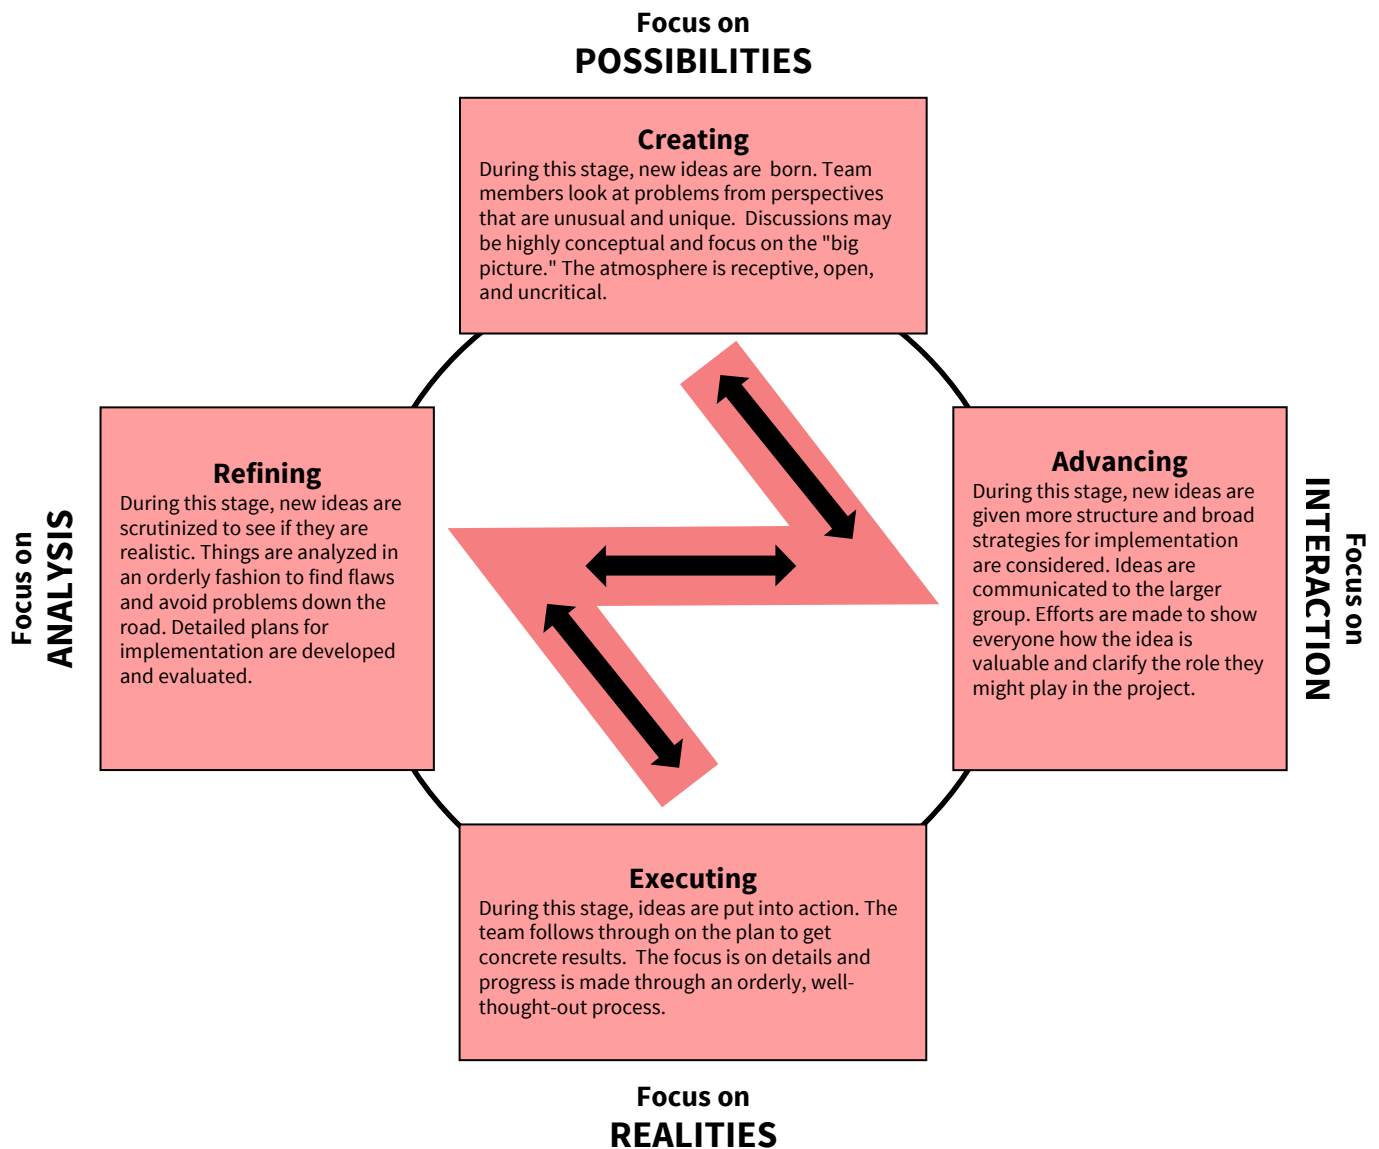 Focus on
POSSIBILITIES
Creating
During this stage, new ideas are  born. Team
members look at problems from perspectives
that are unusual and unique.  Discussions may
be highly conceptual and focus on the "big
picture." The atmosphere is receptive, open,
and uncritical.
Focus on
ANALYSIS
Refining
During this stage, new ideas are
scrutinized to see if they are
realistic. Things are analyzed in
an orderly fashion to find flaws
and avoid problems down the
road. Detailed plans for
implementation are developed
and evaluated.
Advancing
During this stage, new ideas are
given more structure and broad
strategies for implementation
are considered. Ideas are
communicated to the larger
group. Efforts are made to show
everyone how the idea is
valuable and clarify the role they
might play in the project.
Focus on
INTERACTION
Executing
During this stage, ideas are put into action. The
team follows through on the plan to get
concrete results.  The focus is on details and
progress is made through an orderly, well-
thought-out process.
Focus on
REALITIES